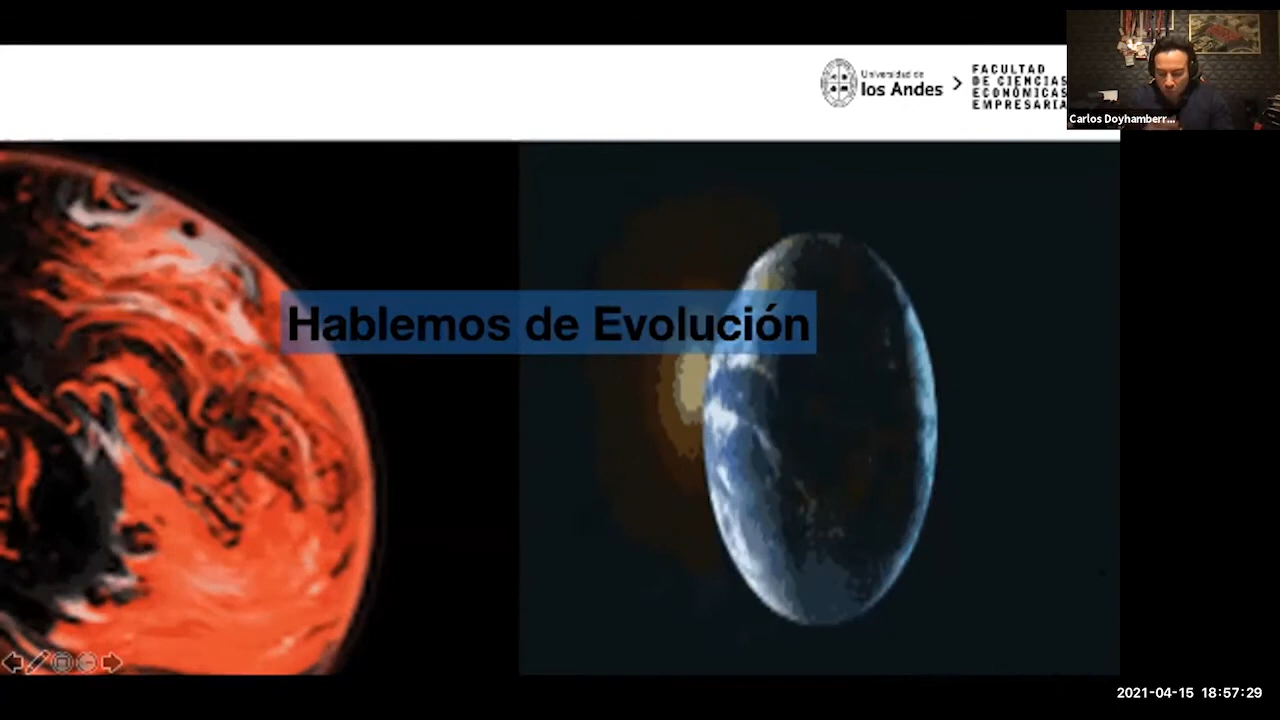 Universidad de
los Andes
FACULTAD
DE CIENCIAS
ECONÓMICAS
EMPRESARIA
Carlos Doyhamberr...
Hablemos de Evolución
2021-04-15 18:57:29